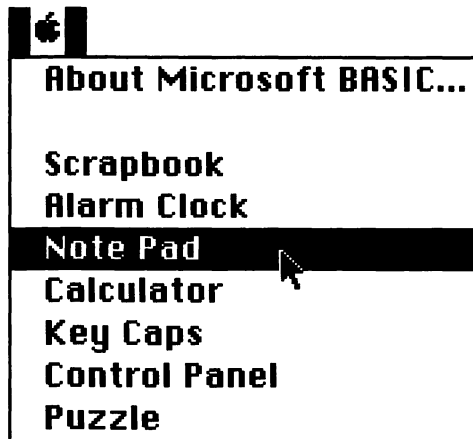 About Microsoft BASIC...
Scrapbook
Alarm Clock
Note Pad
Calculator
Key Caps
Control Panel
Puzzle